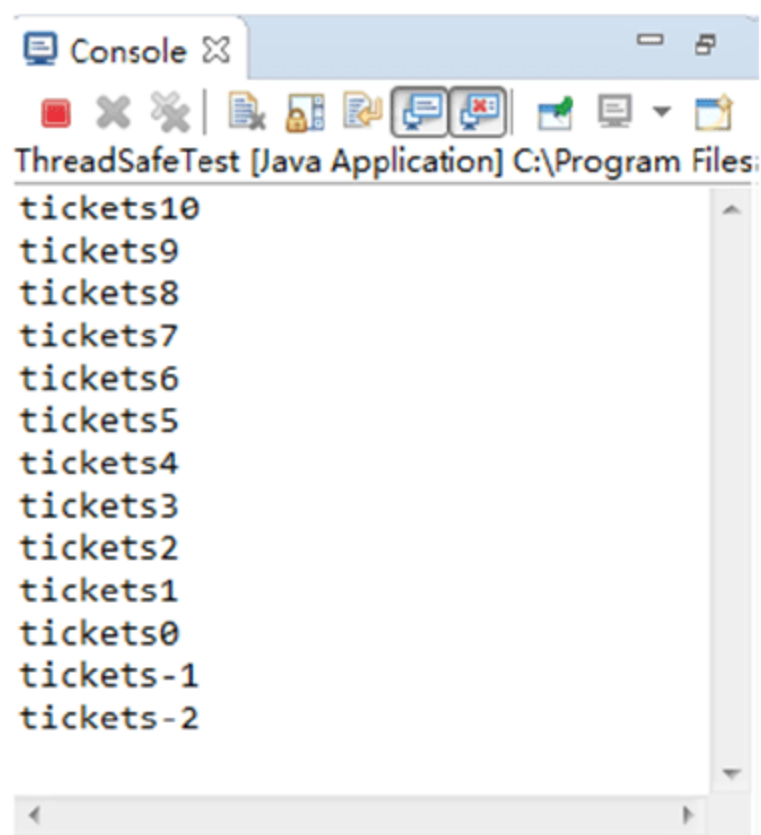 Console
ThreadSafeTest [Java Application] C:\Program Files
tickets10
tickets9
tickets8
tickets7
tickets6
tickets5
tickets4
tickets3
tickets2
tickets1
tickets0
tickets-1
tickets-2